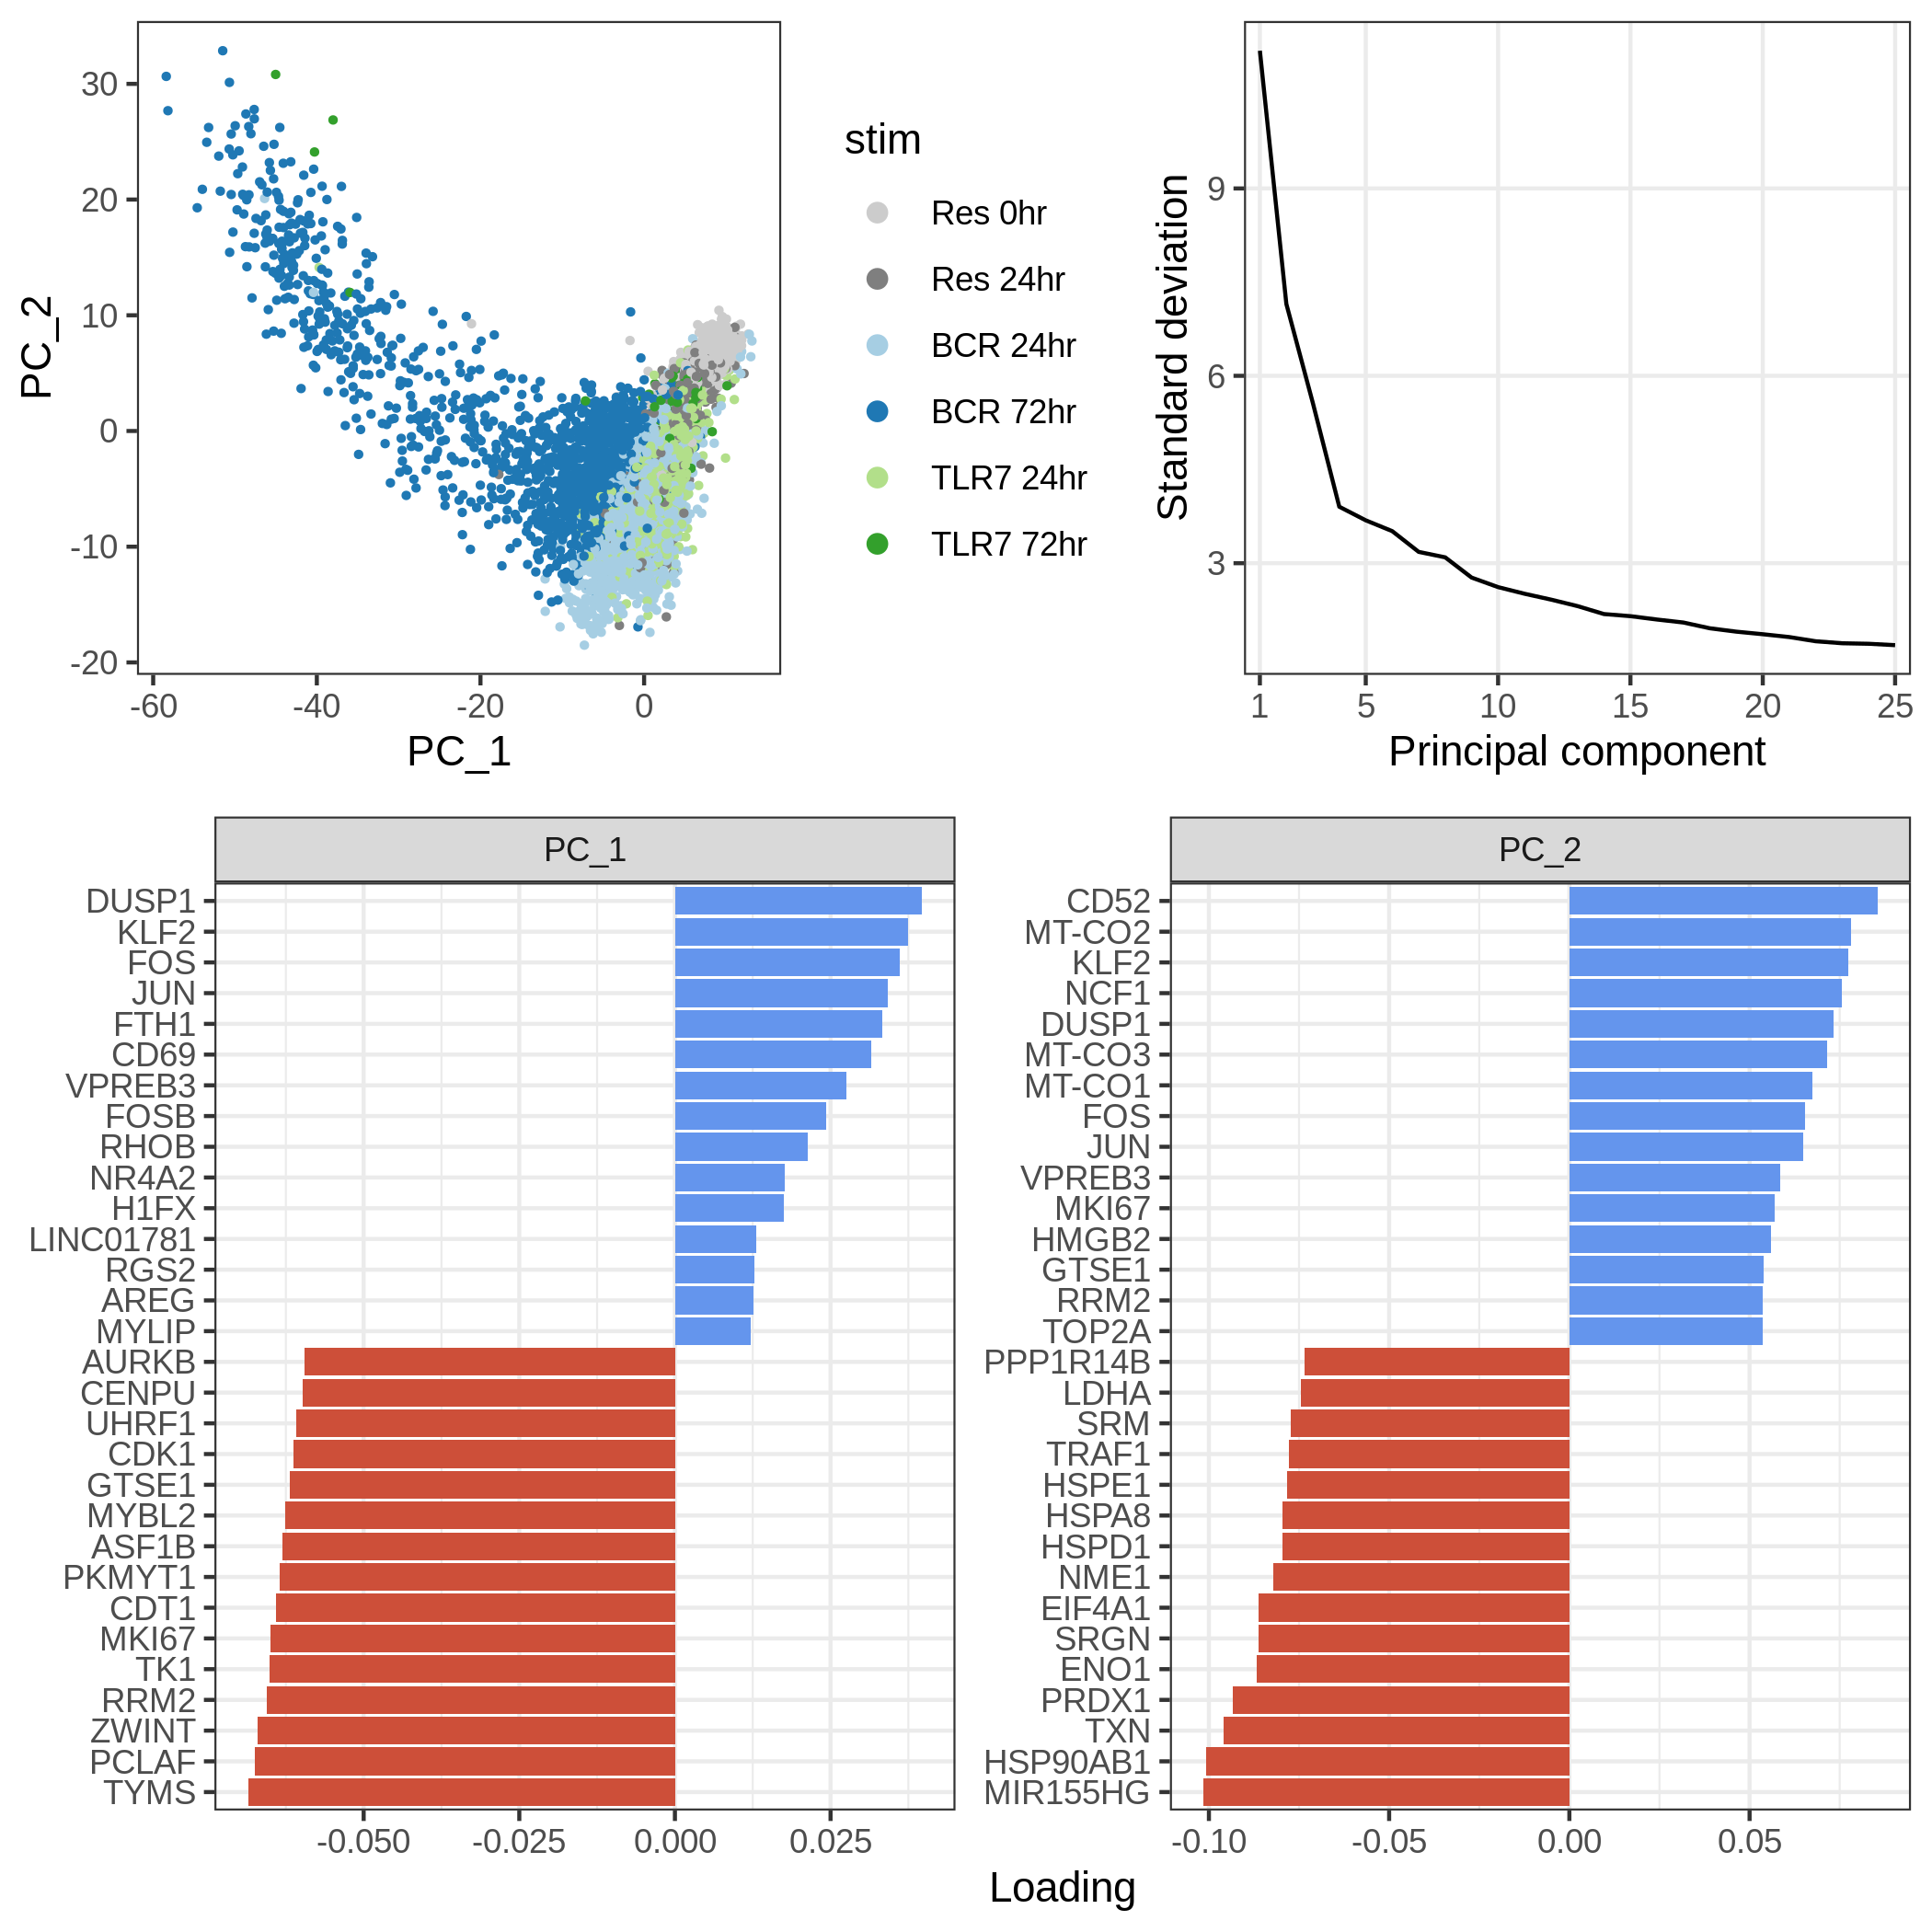 PC_2
30
20
10
0
-10
-20
-60
-40
-20
0
PC_1
stim
Res 0hr
Res 24hr
BCR 24hr
BCR 72hr
TLR7 24hr
TLR7 72hr
Standard deviation
9
6
3
1
5
10
15
20
25
Principal component
PC_1
DUSP1
KLF2
FOS
JUN
FTH1
CD69
VPREB3
FOSB
RHOB
NR4A2
H1FX
LINC01781
RGS2
AREG
MYLIP
AURKB
CENPU
UHRF1
CDK1
GTSE1
MYBL2
ASF1B
PKMYT1
CDT1
MKI67
TK1
RRM2
ZWINT
PCLAF
TYMS
-0.050
-0.025
0.000
0.025
PC_2
CD52
MT-CO2
KLF2
NCF1
DUSP1
MT-CO3
MT-CO1
FOS
JUN
VPREB3
MKI67
HMGB2
GTSE1
RRM2
TOP2A
PPP1R14B
LDHA
SRM
TRAF1
HSPE1
HSPA8
HSPD1
NME1
EIF4A1
SRGN
ENO1
PRDX1
TXN
HSP90AB1
MIR155HG
-0.10
-0.05
0.00
0.05
Loading